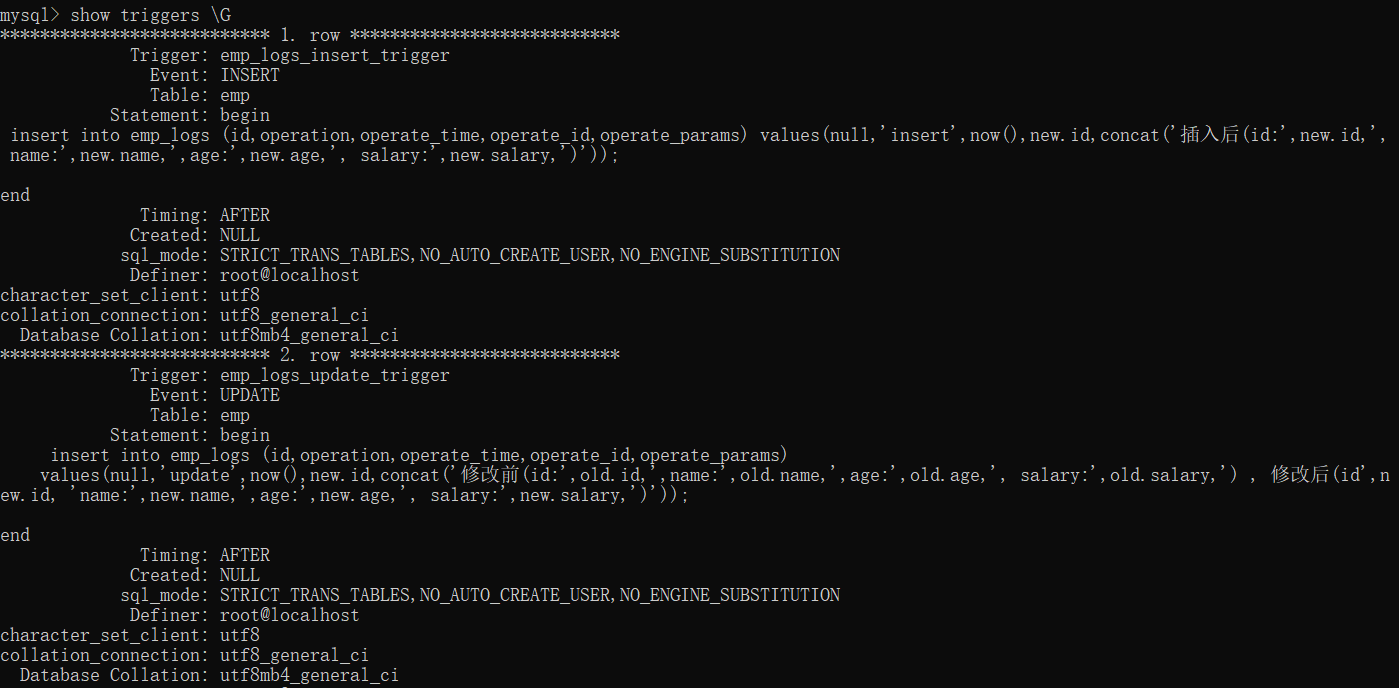 mysql> show triggers \G
*************************** 1. row ***************************
             Trigger: emp_logs_insert_trigger
               Event: INSERT
               Table: emp
           Statement: begin
 insert into emp_logs (id,operation,operate_time,operate_id,operate_params) values(null,'insert',now(),new.id,concat('插入后(id:',new.id,',
 name:',new.name,',age:',new.age,', salary:',new.salary,')'));

end
              Timing: AFTER
             Created: NULL
            sql_mode: STRICT_TRANS_TABLES,NO_AUTO_CREATE_USER,NO_ENGINE_SUBSTITUTION
             Definer: root@localhost
character_set_client: utf8
collation_connection: utf8_general_ci
  Database Collation: utf8mb4_general_ci
*************************** 2. row ***************************
             Trigger: emp_logs_update_trigger
               Event: UPDATE
               Table: emp
           Statement: begin
     insert into emp_logs (id,operation,operate_time,operate_id,operate_params)
    values(null,'update',now(),new.id,concat('修改前(id:',old.id,',name:',old.name,',age:',old.age,', salary:',old.salary,') , 修改后(id',n
ew.id, 'name:',new.name,',age:',new.age,', salary:',new.salary,')'));

end
              Timing: AFTER
             Created: NULL
            sql_mode: STRICT_TRANS_TABLES,NO_AUTO_CREATE_USER,NO_ENGINE_SUBSTITUTION
             Definer: root@localhost
character_set_client: utf8
collation_connection: utf8_general_ci
  Database Collation: utf8mb4_general_ci